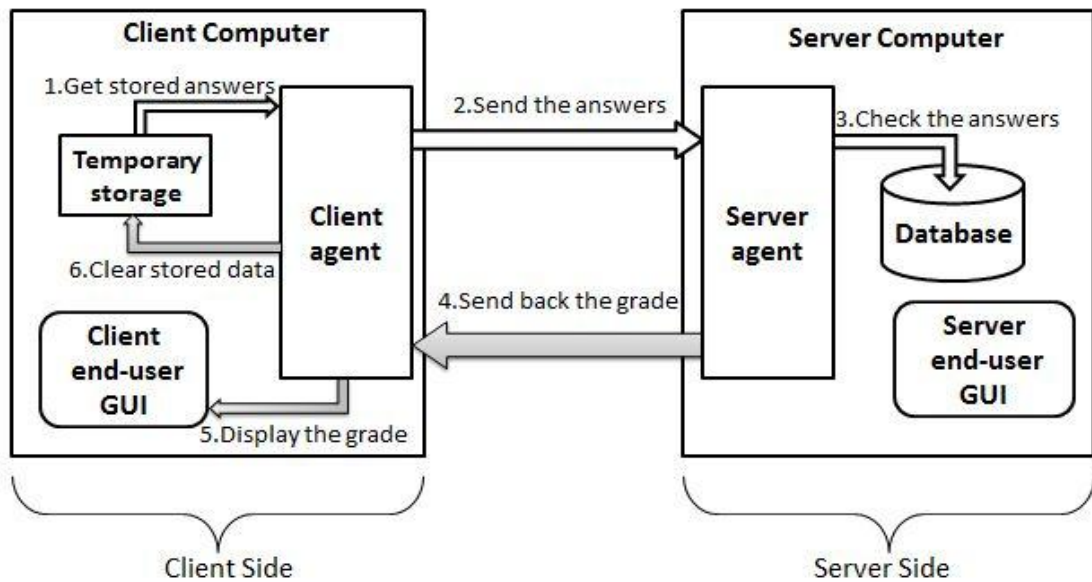 Client Computer
1.Get stored answers
Temporary
storage
Client
agent
6.Clear stored data
Client
end-user
GUI
5.Display the grade
2.Send the answers
4.Send back the grade
Server Computer
Server
agent
3.Check the answers
Database
Server
end-user
GUI
Client Side
Server Side